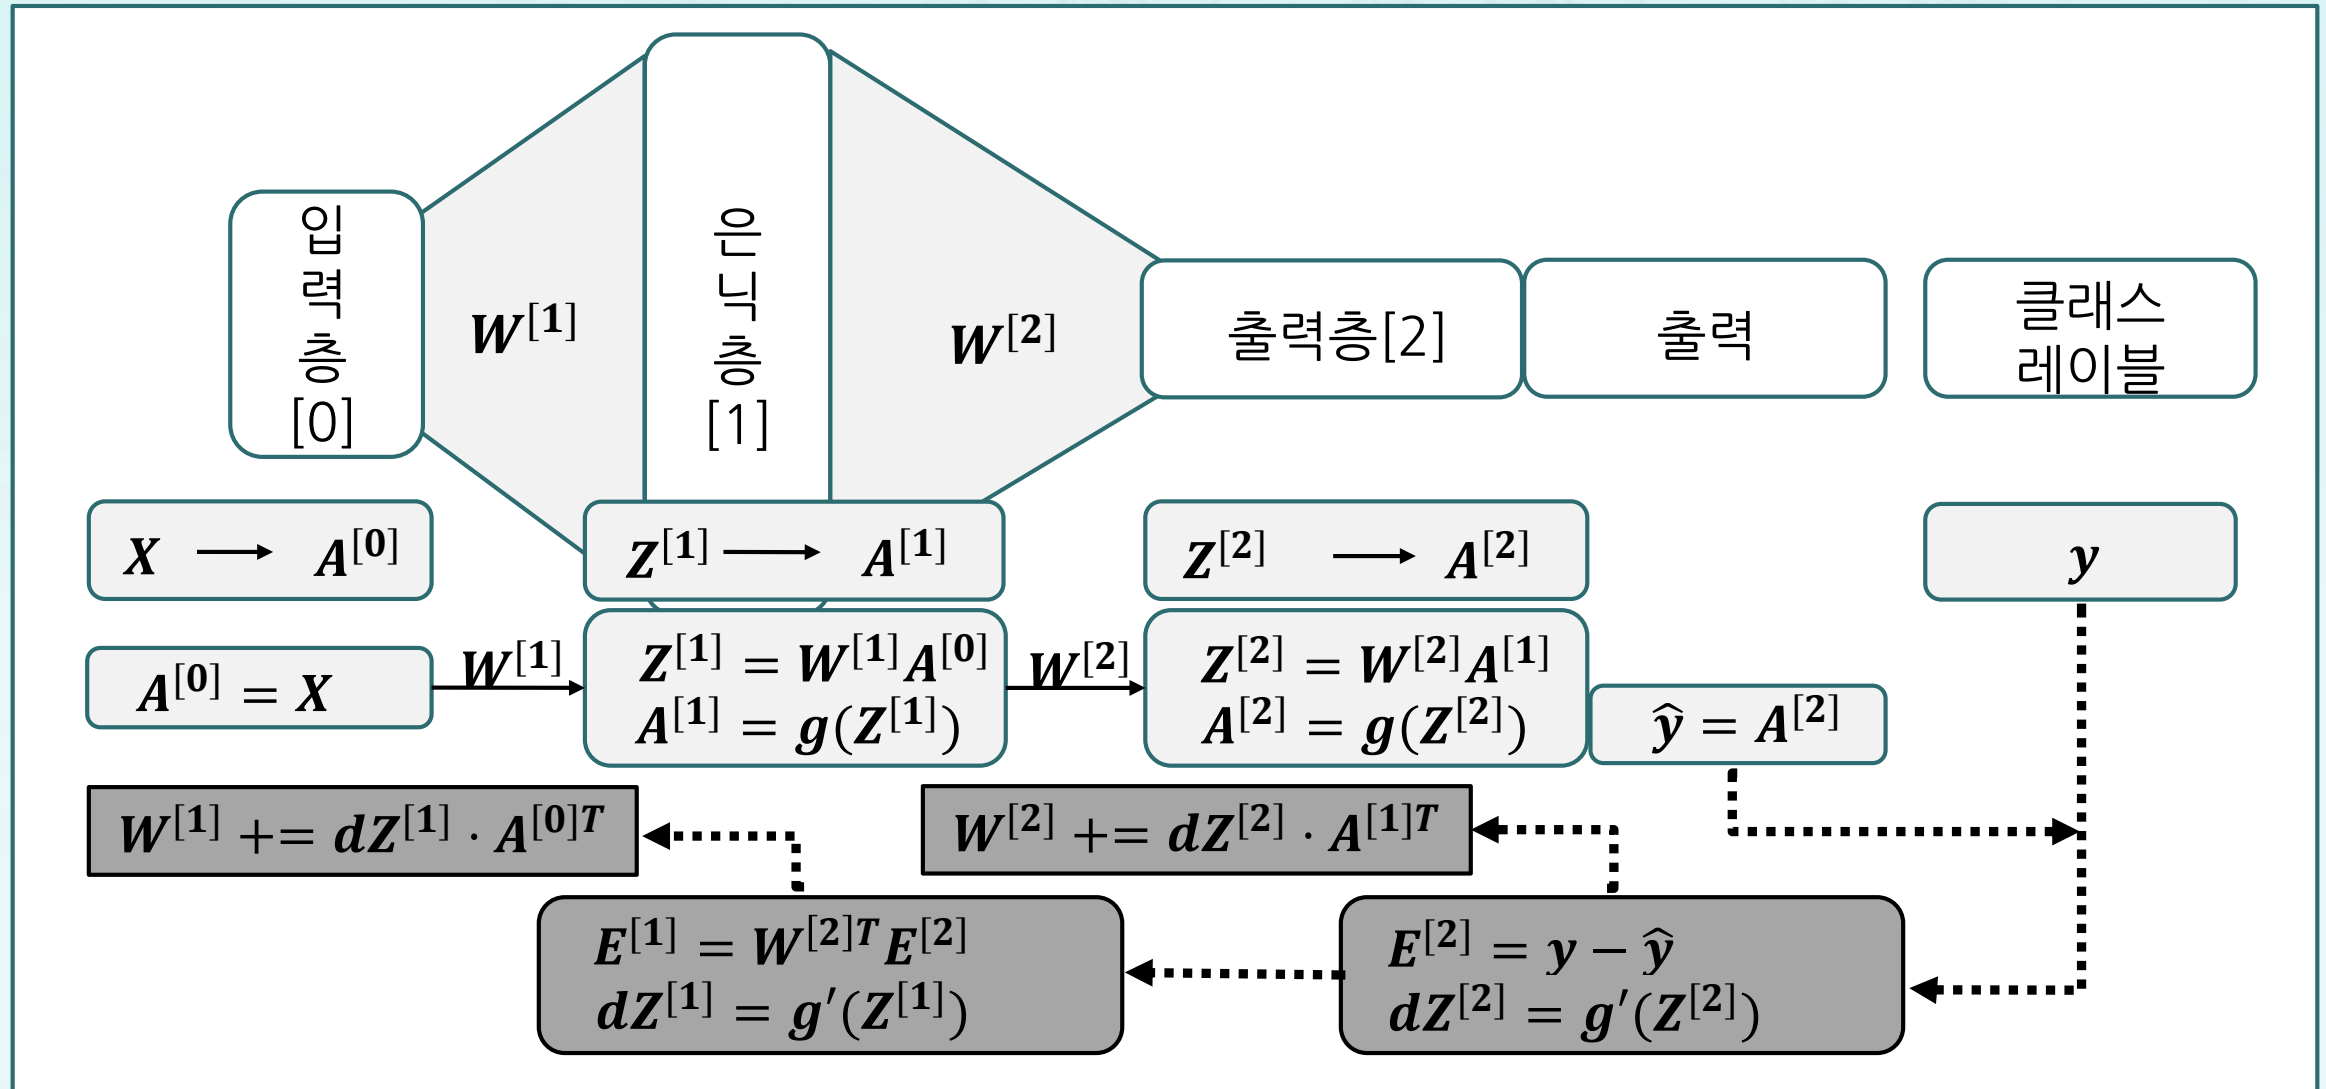 입
력
층
[0]
W^[1]
은
닉
층
[1]
W^[2]
출력층[2]
출력
클래스
레이블
X → A^[0]
Z^[1] → A^[1]
Z^[2] → A^[2]
y
A^[0] = X
W^[1]
Z^[1] = W^[1]A^[0]
A^[1] = g(Z^[1])
W^[2]
Z^[2] = W^[2]A^[1]
A^[2] = g(Z^[2])
ŷ = A^[2]
W^[1] += dZ^[1] · A^[0]T
W^[2] += dZ^[2] · A^[1]T
E^[1] = W^[2]T E^[2]
dZ^[1] = g′(Z^[1])
E^[2] = y − ŷ
dZ^[2] = g′(Z^[2])